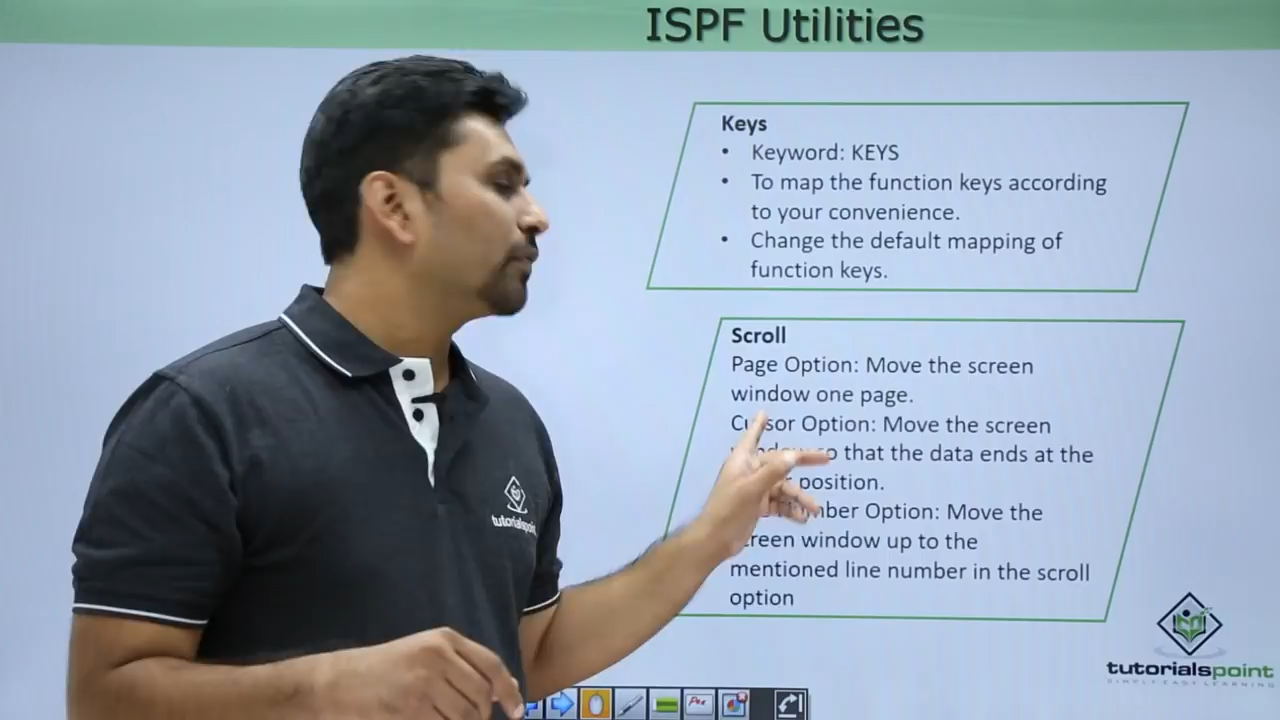 ISPF Utilities
Keys
• Keyword: KEYS
• To map the function keys according
to your convenience.
• Change the default mapping of
function keys.
Scroll
Page Option: Move the screen
window one page.
Option: Move the screen
that the data ends at the
position.
Option: Move the
window up to the
mentioned line number in the scroll
option
tutorialspoint
tutorialspoint
SIMPLY EASY LEARNING
Pen